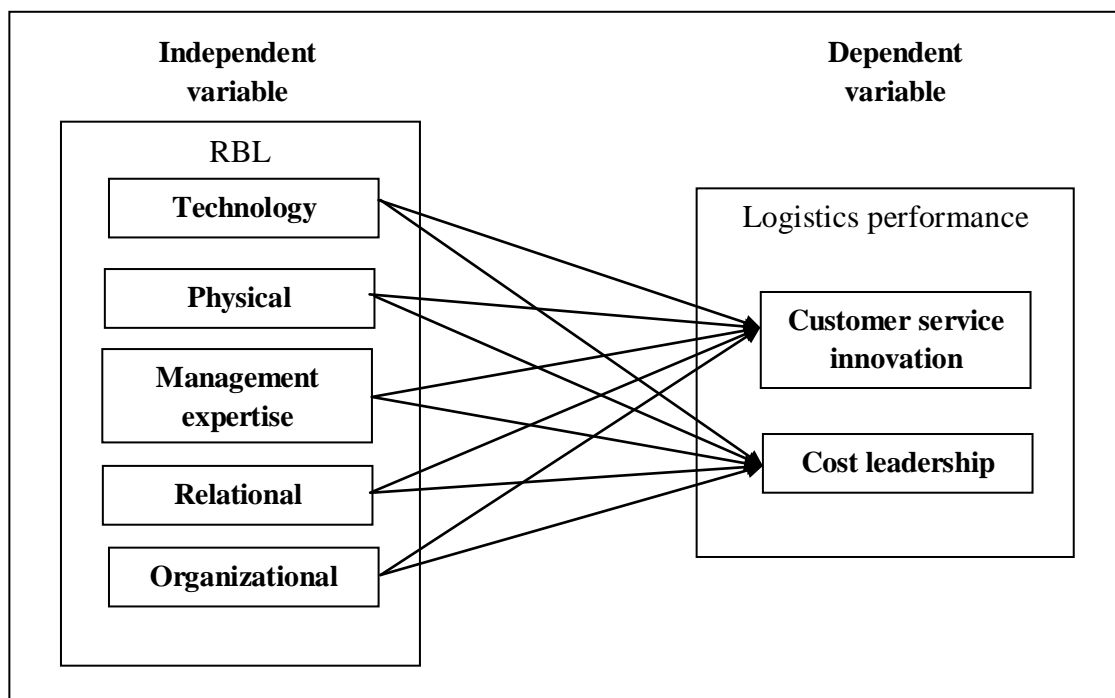 Independent
variable
Dependent
variable
RBL
Technology
Physical
Management
expertise
Relational
Organizational
Logistics performance
Customer service
innovation
Cost leadership